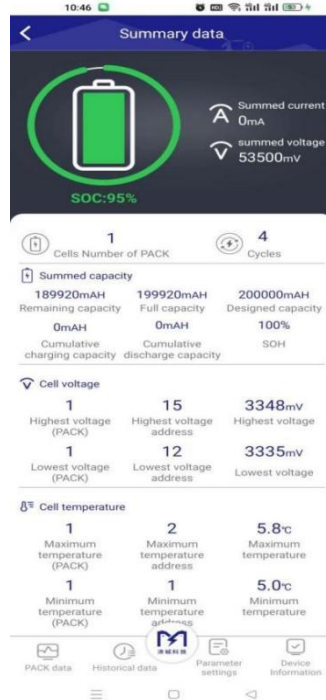 10:46
Summary data
Summed current
0mA
summed voltage
53500mV
SOC:95%
1
Cells Number of PACK
4
Cycles
Summed capacity
189920mAH 199920mAH 200000mAH
Remaining capacity Full capacity Designed capacity
0mAH 0mAH 100%
Cumulative Cumulative SOH
charging capacity discharge capacity
Cell voltage
1 15 3348mV
Highest voltage Highest voltage Highest voltage
(PACK) address
1 12 3335mV
Lowest voltage Lowest voltage Lowest voltage
(PACK) address
Cell temperature
1 2 5.8℃
Maximum Maximum Maximum
temperature temperature temperature
(PACK) address
1 1 5.0℃
Minimum Minimum Minimum
temperature temperature temperature
(PACK) address
PACK data Historical data Parameter settings Device Information